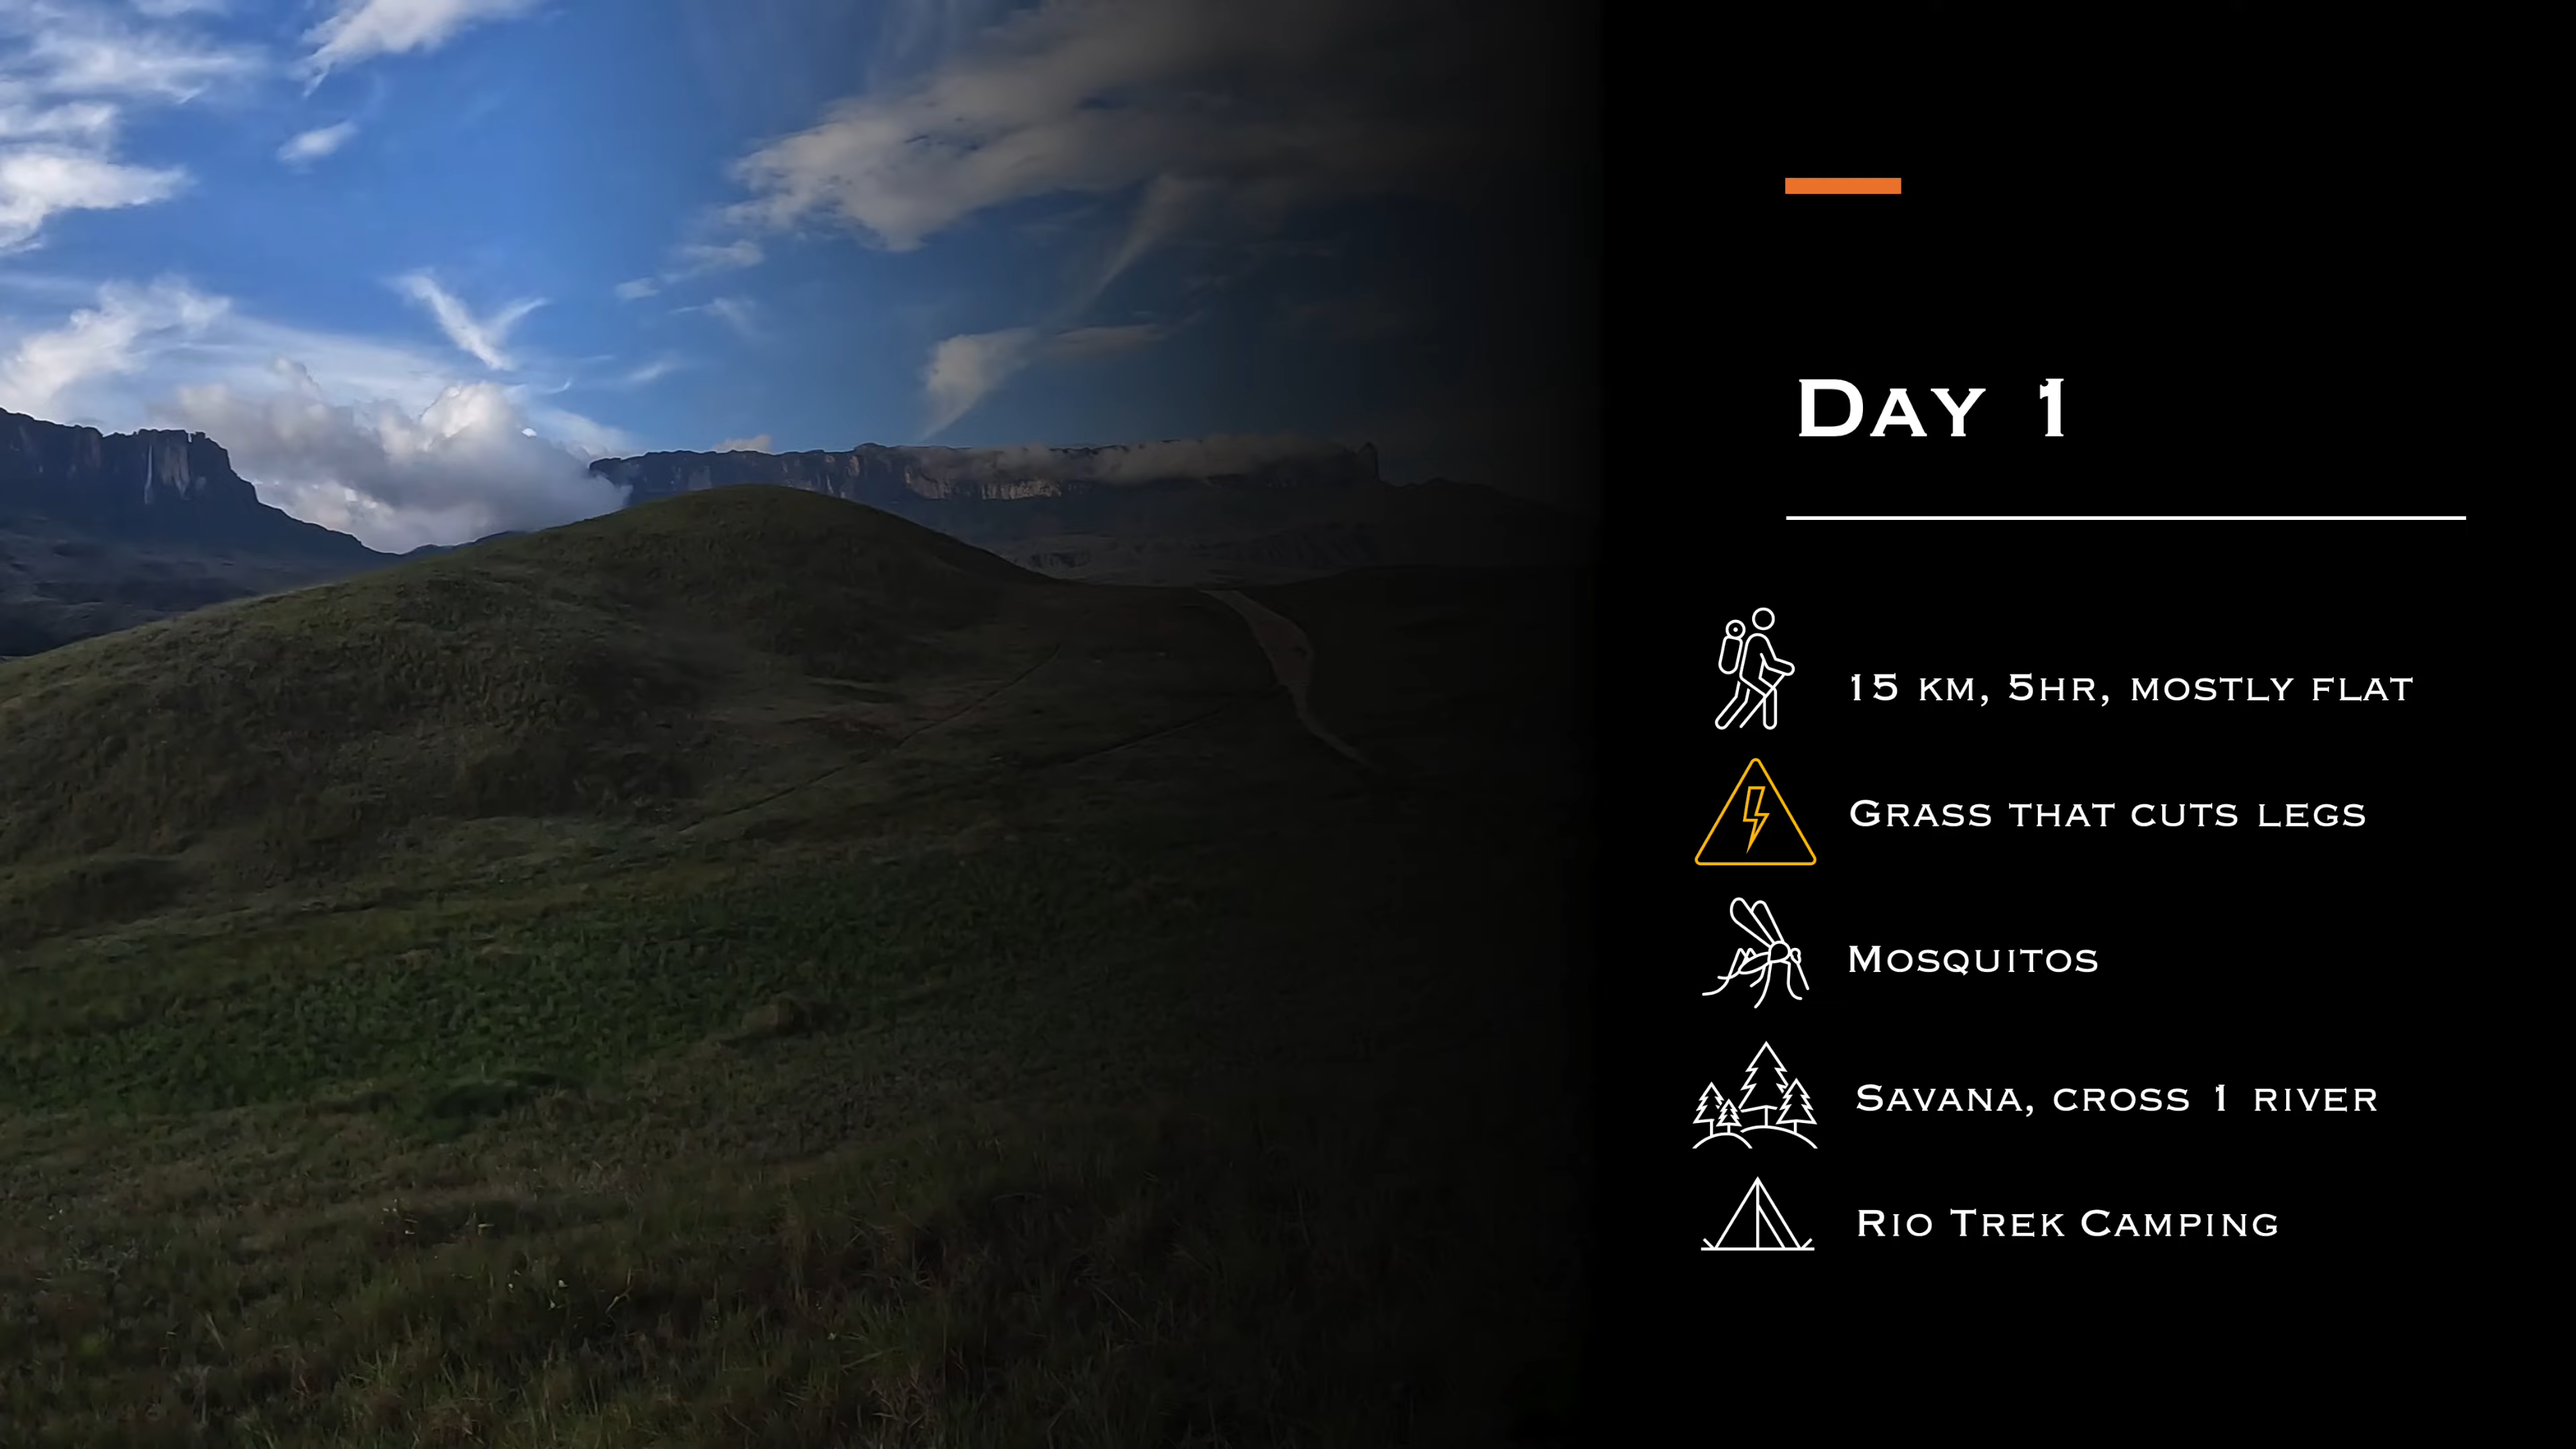 Day 1
15 km, 5hr, mostly flat
Grass that cuts legs
Mosquitos
Savana, cross 1 river
Rio Trek Camping